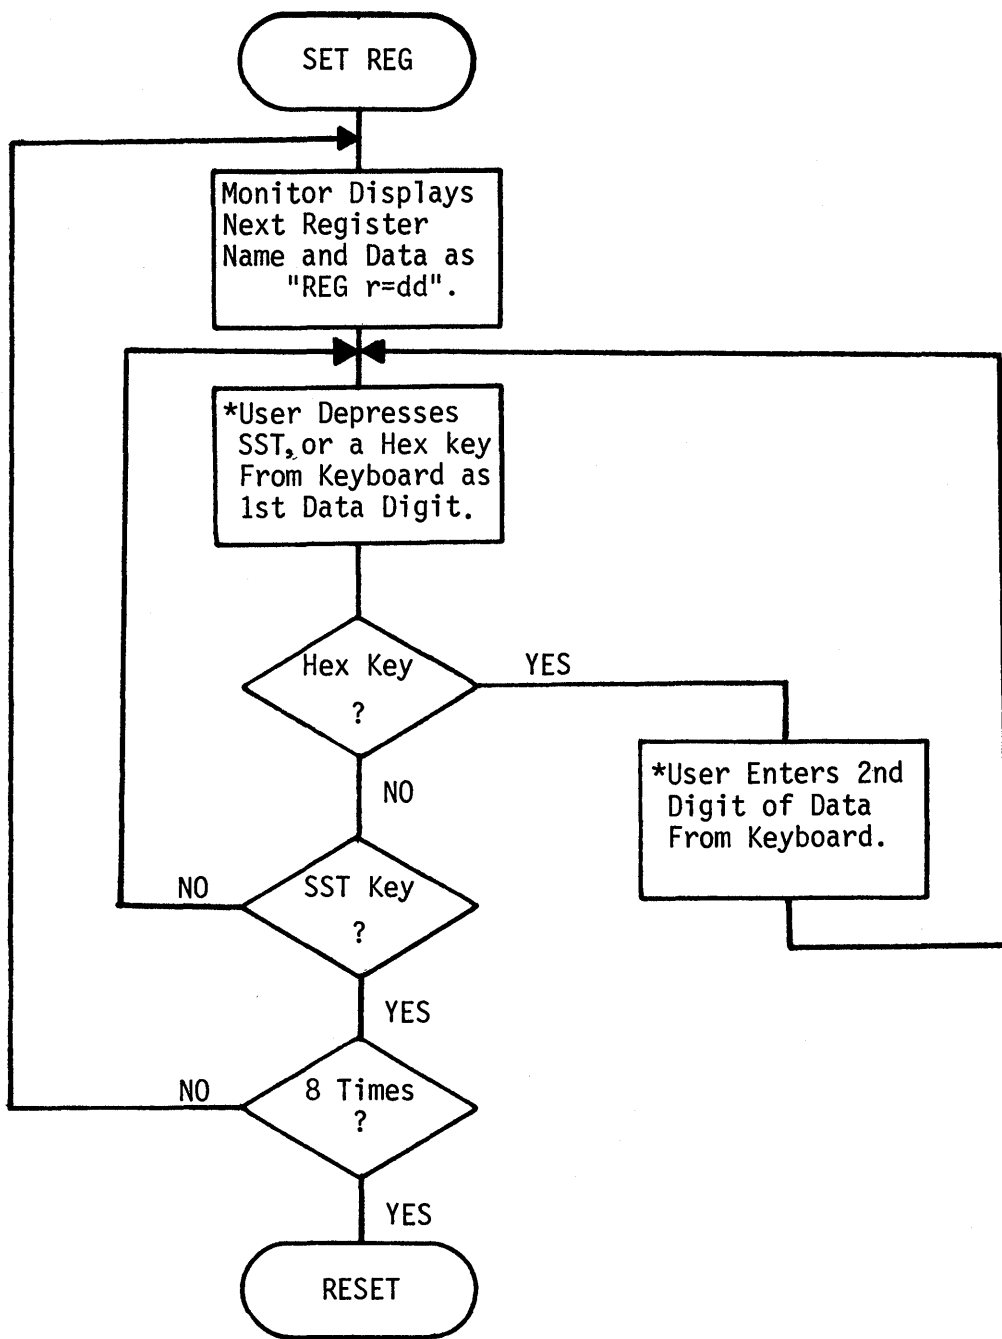 SET REG
Monitor Displays
Next Register
Name and Data as
"REG r=dd".
*User Depresses
SST, or a Hex key
From Keyboard as
1st Data Digit.
Hex Key
?
YES
NO
*User Enters 2nd
Digit of Data
From Keyboard.
SST Key
?
NO
YES
8 Times
?
NO
YES
RESET